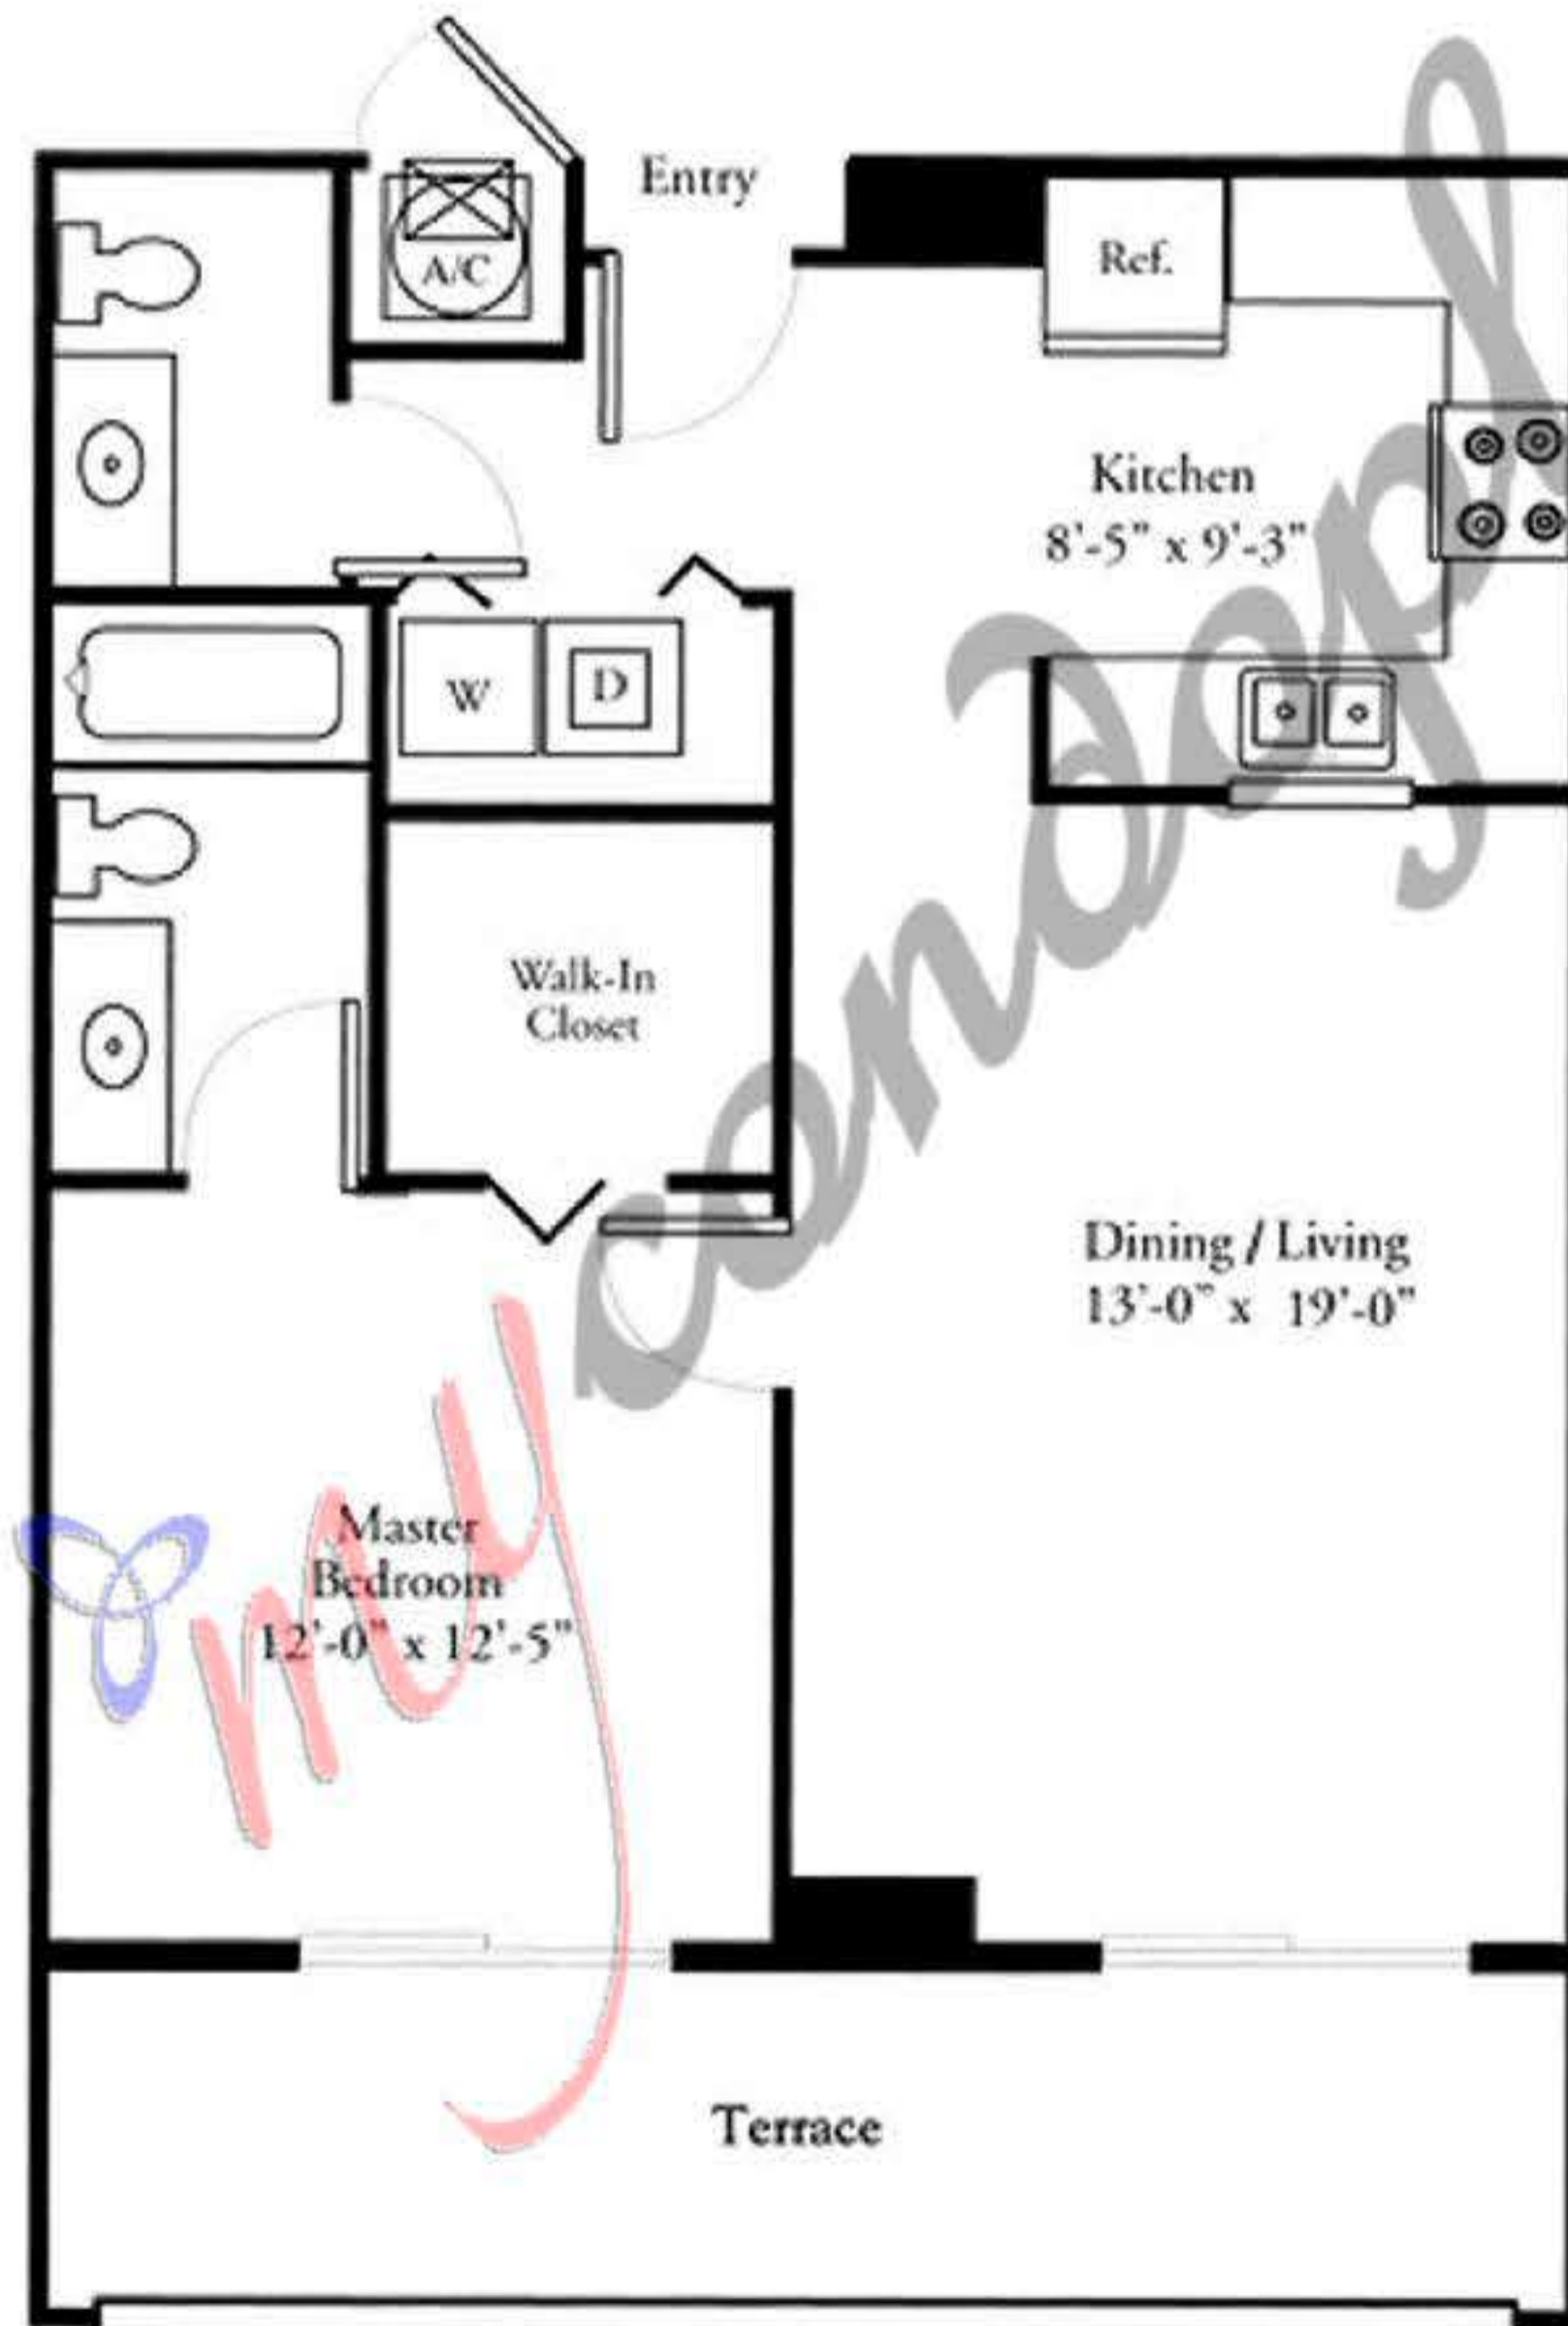 Entry
A/C
Ref.
Kitchen
8'-5" x 9'-3"
W
D
Walk-In
Closet
Dining / Living
13'-0" x 19'-0"
Master
Bedroom
12'-0" x 12'-5"
Terrace
my condopl